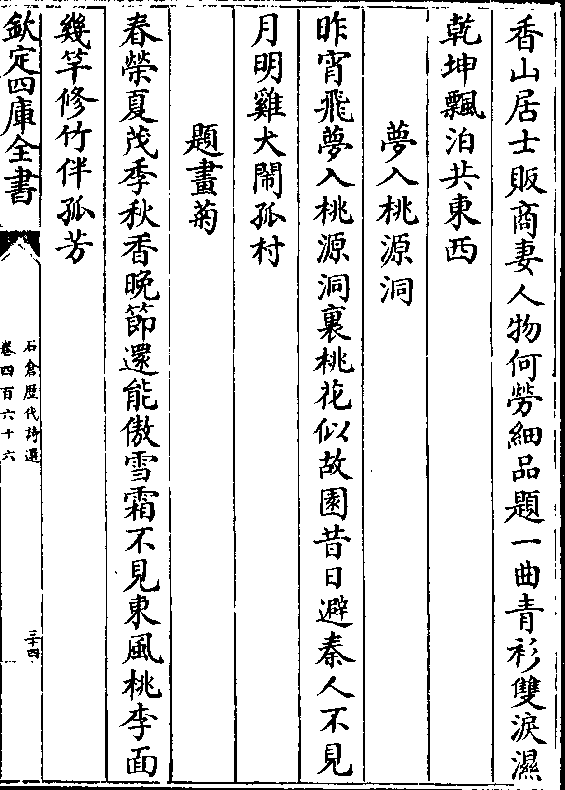 香山居士販商妻人物何勞細品題一曲青衫雙淚濕
乾坤飄泊共東西
夢入桃源洞
昨宵飛夢入桃源洞裏桃花似故園昔日避秦人不見
月明雞犬鬧孤村
題畫菊
春榮夏茂季秋香晚節還能傲雪霜不見東風桃李面
幾竿修竹伴孤芳
欽定四庫全書
石倉歷代詩選
卷四百六十六
三十四